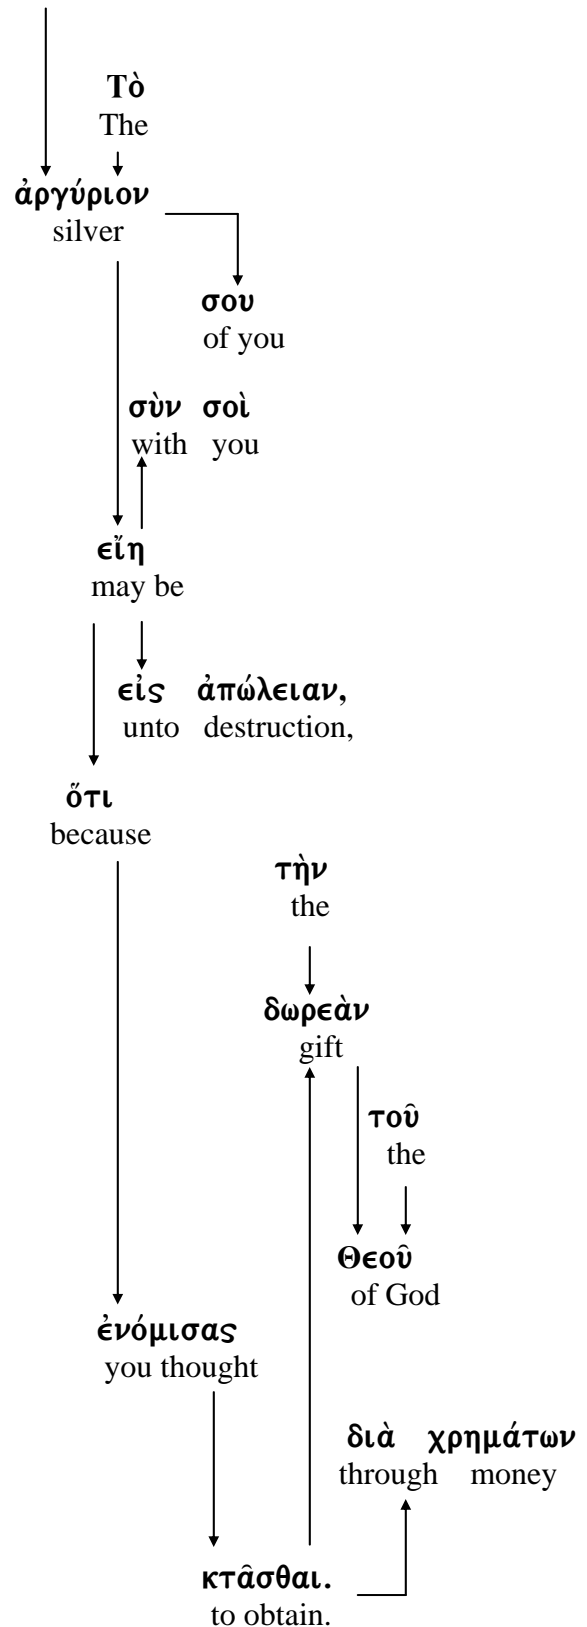 Τὸ
The
ἀργύριον
silver
σου
of you
σὺν σοὶ
with you
εἴη
may be
εἰς ἀπώλειαν,
unto destruction,
ὅτι
because
τὴν
the
δωρεὰν
gift
τοῦ
the
Θεοῦ
of God
ἐνόμισας
you thought
διὰ χρημάτων
through money
κτᾶσθαι.
to obtain.